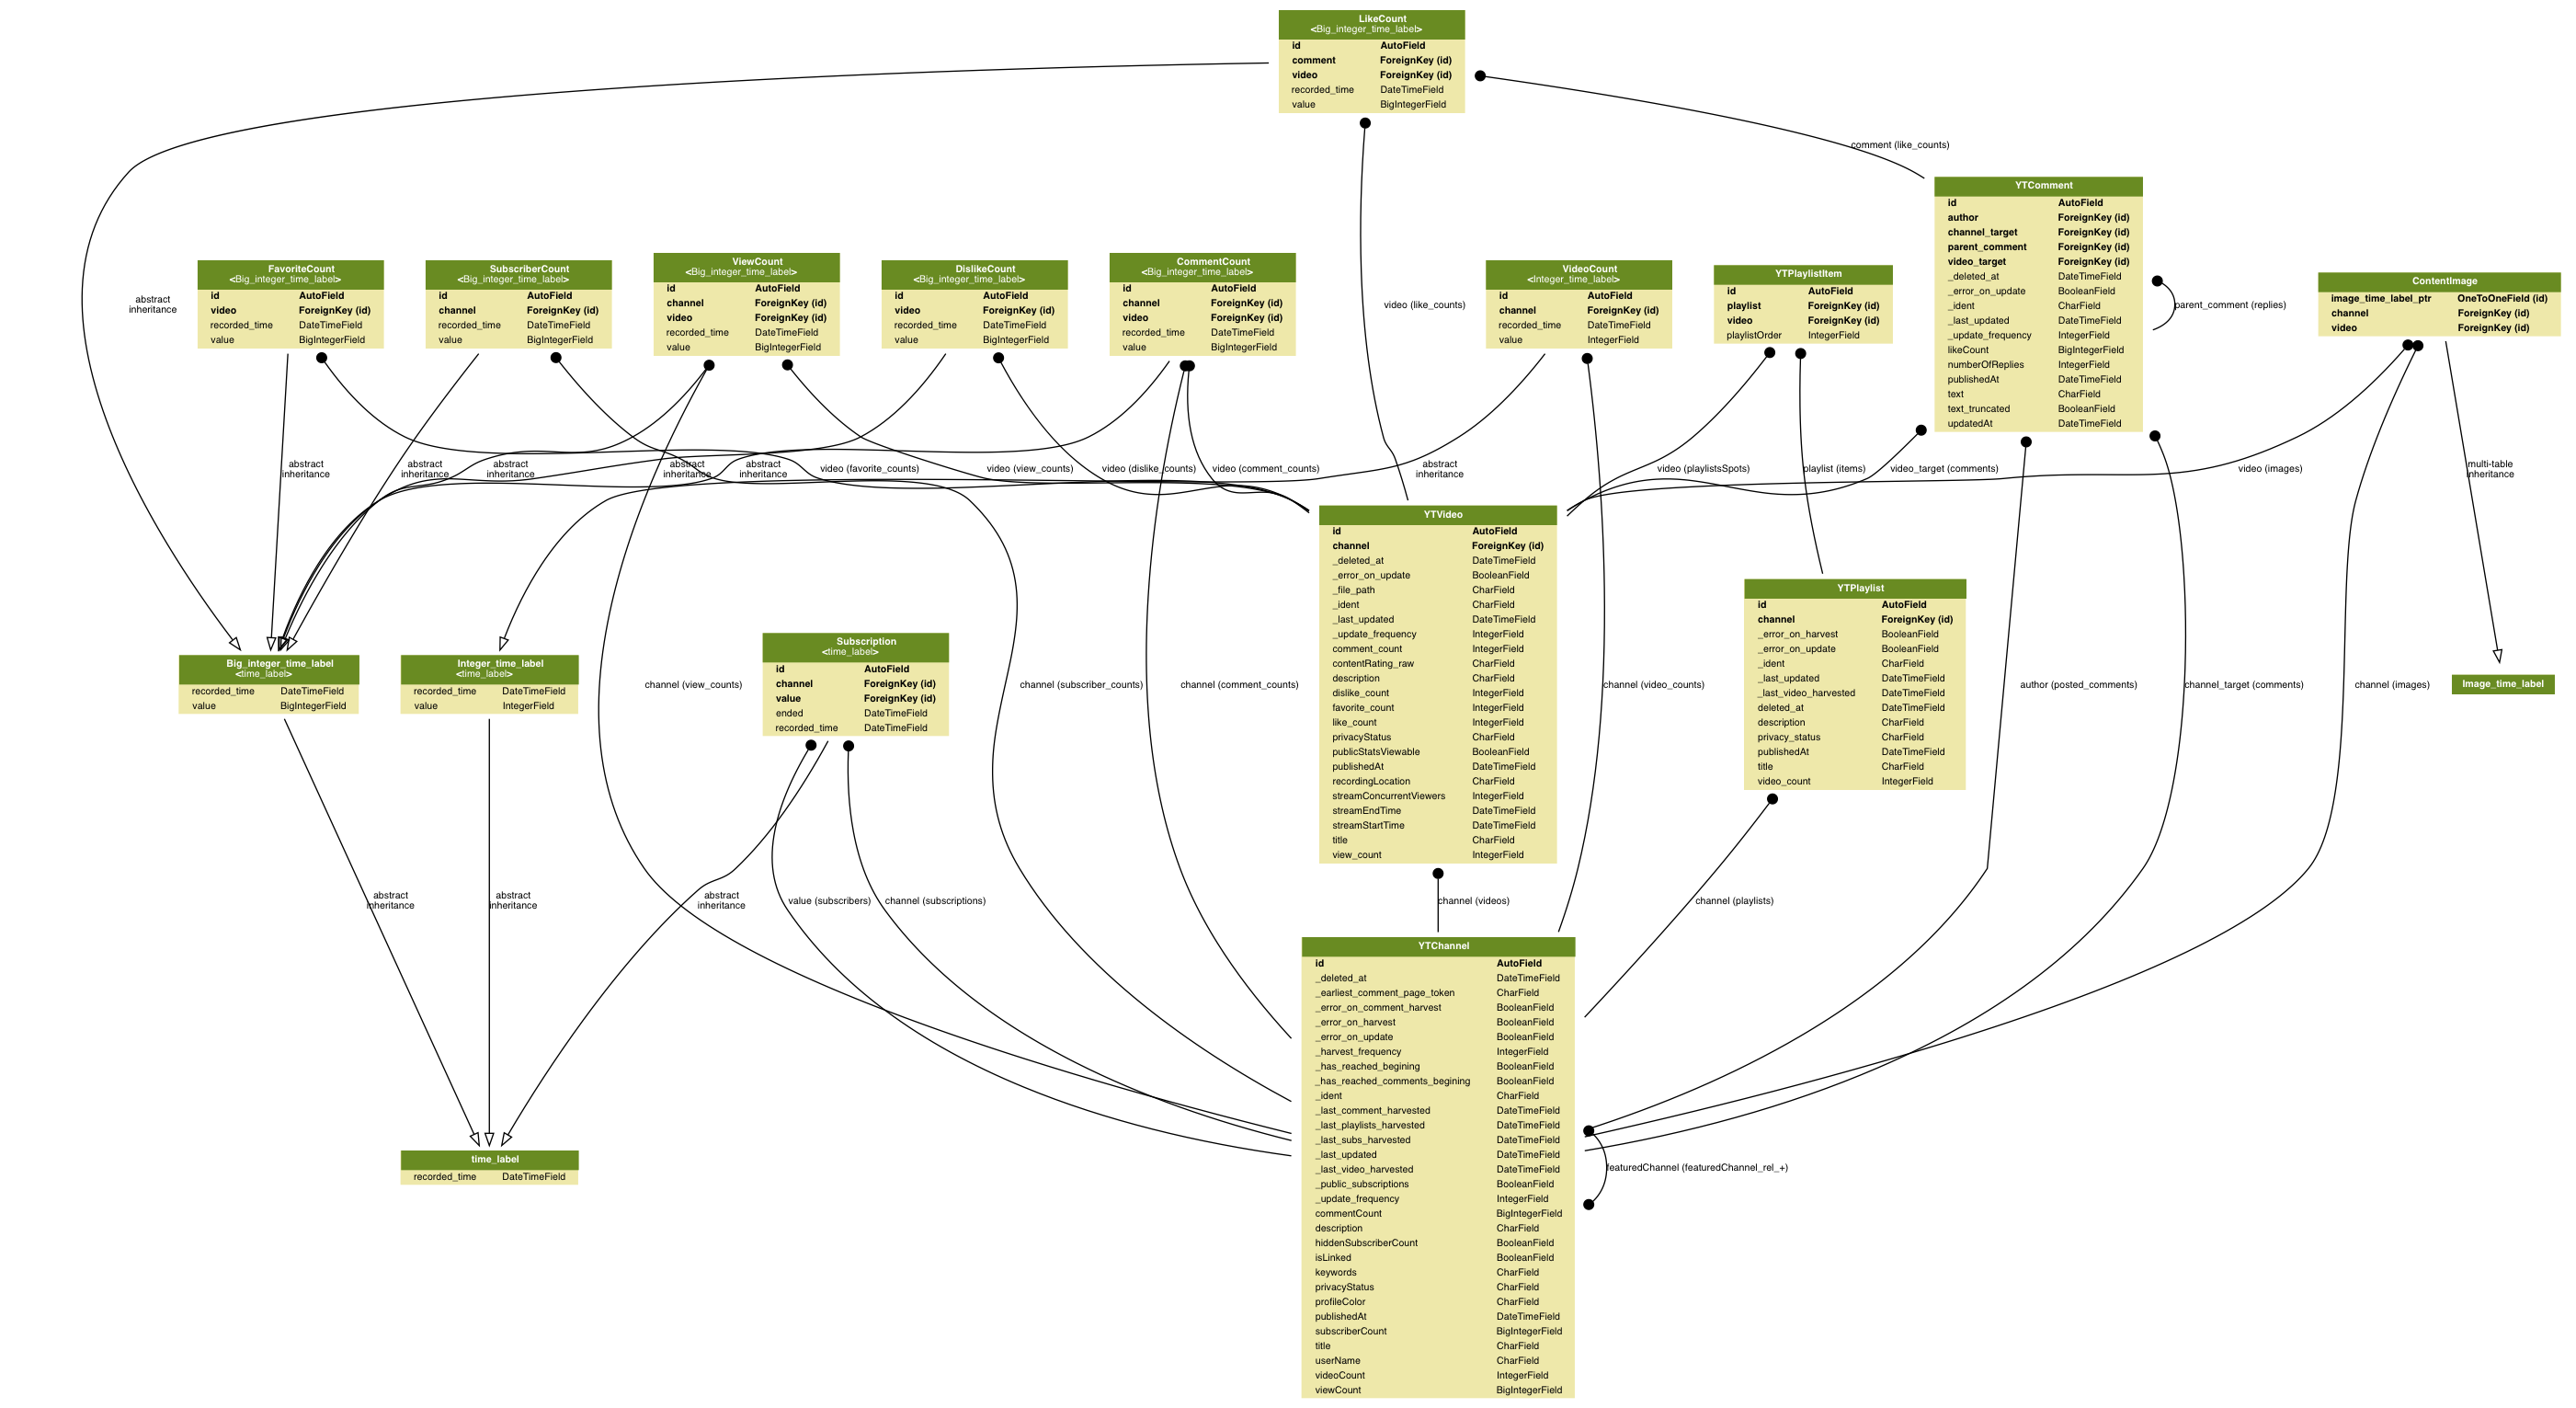 LikeCount
<Big_integer_time_label>
id AutoField
comment ForeignKey (id)
video ForeignKey (id)
recorded_time DateTimeField
value BigIntegerField
comment (like_counts)
YTComment
id AutoField
author ForeignKey (id)
channel_target ForeignKey (id)
parent_comment ForeignKey (id)
video_target ForeignKey (id)
_deleted_at DateTimeField
_error_on_update BooleanField
_ident CharField
_last_updated DateTimeField
_update_frequency IntegerField
likeCount BigIntegerField
numberOfReplies IntegerField
publishedAt DateTimeField
text CharField
text_truncated BooleanField
updatedAt DateTimeField
parent_comment (replies)
abstract
inheritance
FavoriteCount
<Big_integer_time_label>
id AutoField
video ForeignKey (id)
recorded_time DateTimeField
value BigIntegerField
SubscriberCount
<Big_integer_time_label>
id AutoField
channel ForeignKey (id)
recorded_time DateTimeField
value BigIntegerField
ViewCount
<Big_integer_time_label>
id AutoField
channel ForeignKey (id)
video ForeignKey (id)
recorded_time DateTimeField
value BigIntegerField
DislikeCount
<Big_integer_time_label>
id AutoField
video ForeignKey (id)
recorded_time DateTimeField
value BigIntegerField
CommentCount
<Big_integer_time_label>
id AutoField
channel ForeignKey (id)
video ForeignKey (id)
recorded_time DateTimeField
value BigIntegerField
video (like_counts)
VideoCount
<Integer_time_label>
id AutoField
channel ForeignKey (id)
recorded_time DateTimeField
value IntegerField
YTPlaylistItem
id AutoField
playlist ForeignKey (id)
video ForeignKey (id)
playlistOrder IntegerField
ContentImage
image_time_label_ptr OneToOneField (id)
channel ForeignKey (id)
video ForeignKey (id)
abstract
inheritance
abstract
inheritance
abstract
inheritance
abstract
inheritance
abstract
inheritance
video (favorite_counts)
video (view_counts)
video (dislike_counts)
video (comment_counts)
abstract
inheritance
video (playlistsSpots)
playlist (items)
video_target (comments)
video (images)
multi-table
inheritance
YTVideo
id AutoField
channel ForeignKey (id)
_deleted_at DateTimeField
_error_on_update BooleanField
_file_path CharField
_ident CharField
_last_updated DateTimeField
_update_frequency IntegerField
comment_count IntegerField
contentRating_raw CharField
description CharField
dislike_count IntegerField
favorite_count IntegerField
like_count IntegerField
privacyStatus CharField
publicStatsViewable BooleanField
publishedAt DateTimeField
recordingLocation CharField
streamConcurrentViewers IntegerField
streamEndTime DateTimeField
streamStartTime DateTimeField
title CharField
view_count IntegerField
YTPlaylist
id AutoField
channel ForeignKey (id)
_error_on_harvest BooleanField
_error_on_update BooleanField
_ident CharField
_last_updated DateTimeField
_last_video_harvested DateTimeField
deleted_at DateTimeField
description CharField
privacy_status CharField
publishedAt DateTimeField
title CharField
video_count IntegerField
Big_integer_time_label
<time_label>
recorded_time DateTimeField
value BigIntegerField
Integer_time_label
<time_label>
recorded_time DateTimeField
value IntegerField
channel (view_counts)
Subscription
<time_label>
id AutoField
channel ForeignKey (id)
value ForeignKey (id)
ended DateTimeField
recorded_time DateTimeField
channel (subscriber_counts)
channel (comment_counts)
channel (video_counts)
author (posted_comments)
channel_target (comments)
channel (images)
Image_time_label
abstract
inheritance
abstract
inheritance
abstract
inheritance
value (subscribers)
channel (subscriptions)
channel (videos)
channel (playlists)
YTChannel
id AutoField
_deleted_at DateTimeField
_earliest_comment_page_token CharField
_error_on_comment_harvest BooleanField
_error_on_harvest BooleanField
_error_on_update BooleanField
_harvest_frequency IntegerField
_has_reached_begining BooleanField
_has_reached_comments_begining BooleanField
_ident CharField
_last_comment_harvested DateTimeField
_last_playlists_harvested DateTimeField
_last_subs_harvested DateTimeField
_last_updated DateTimeField
_last_video_harvested DateTimeField
_public_subscriptions BooleanField
_update_frequency IntegerField
commentCount BigIntegerField
description CharField
hiddenSubscriberCount BooleanField
isLinked BooleanField
keywords CharField
privacyStatus CharField
profileColor CharField
publishedAt DateTimeField
subscriberCount BigIntegerField
title CharField
userName CharField
videoCount IntegerField
viewCount BigIntegerField
featuredChannel (featuredChannel_rel_+)
time_label
recorded_time DateTimeField